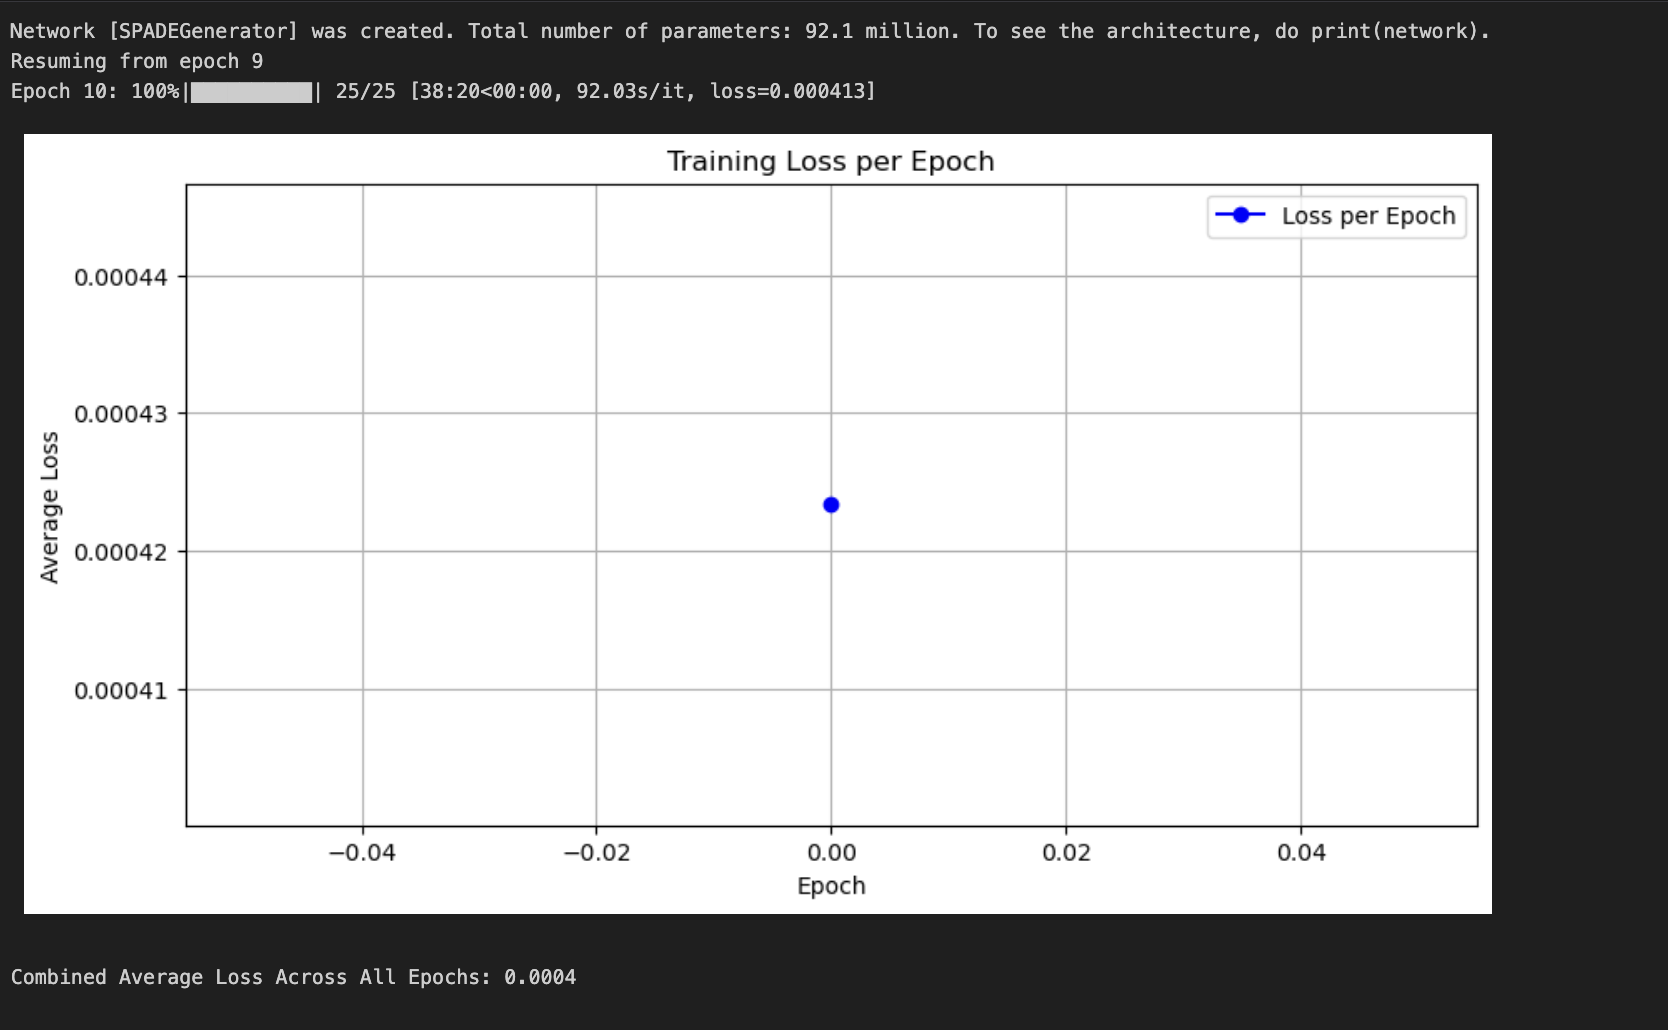 Network [SPADEGenerator] was created. Total number of parameters: 92.1 million. To see the architecture, do print(network).
Resuming from epoch 9
Epoch 10: 100%|██████████| 25/25 [38:20<00:00, 92.03s/it, loss=0.000413]
Training Loss per Epoch
Loss per Epoch
0.00044
0.00043
0.00042
0.00041
Average Loss
−0.04 −0.02 0.00 0.02 0.04
Epoch
Combined Average Loss Across All Epochs: 0.0004